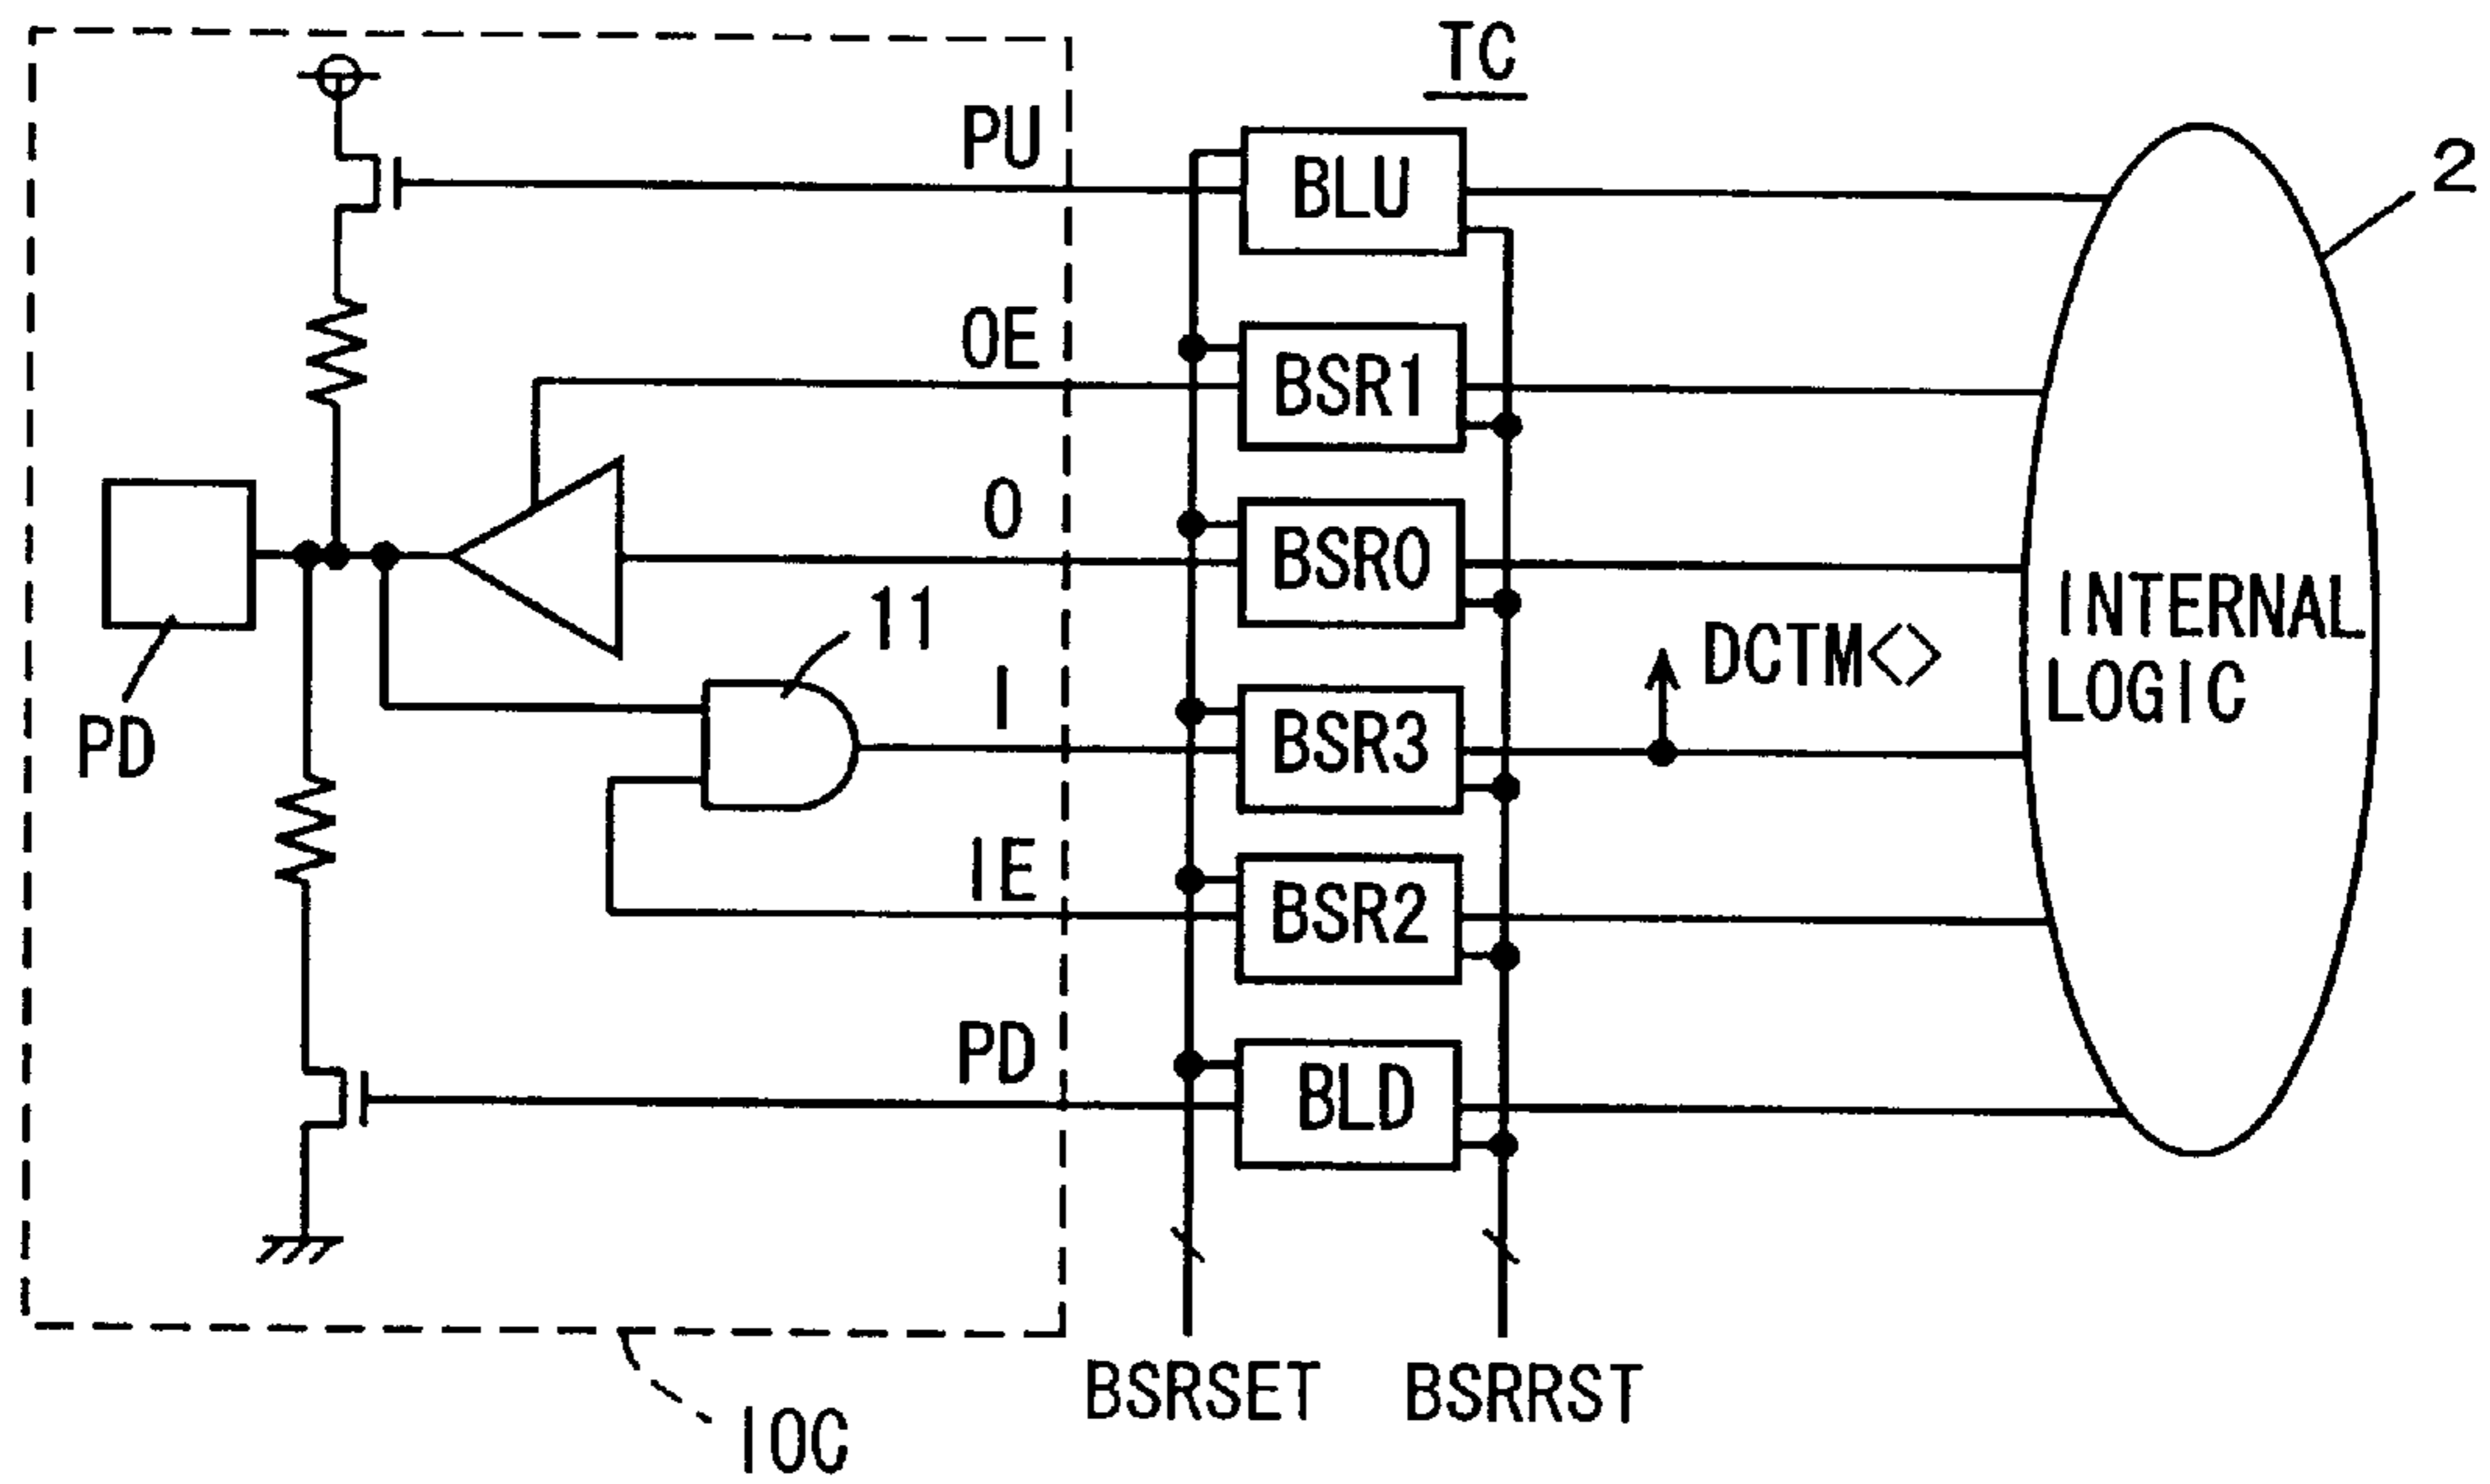 TC
PU
BLU
2
OE
BSR1
O
BSR0
11
INTERNAL
LOGIC
DCTM◇
I
BSR3
PD
IE
BSR2
PD
BLD
BSRSET
BSRRST
IOC